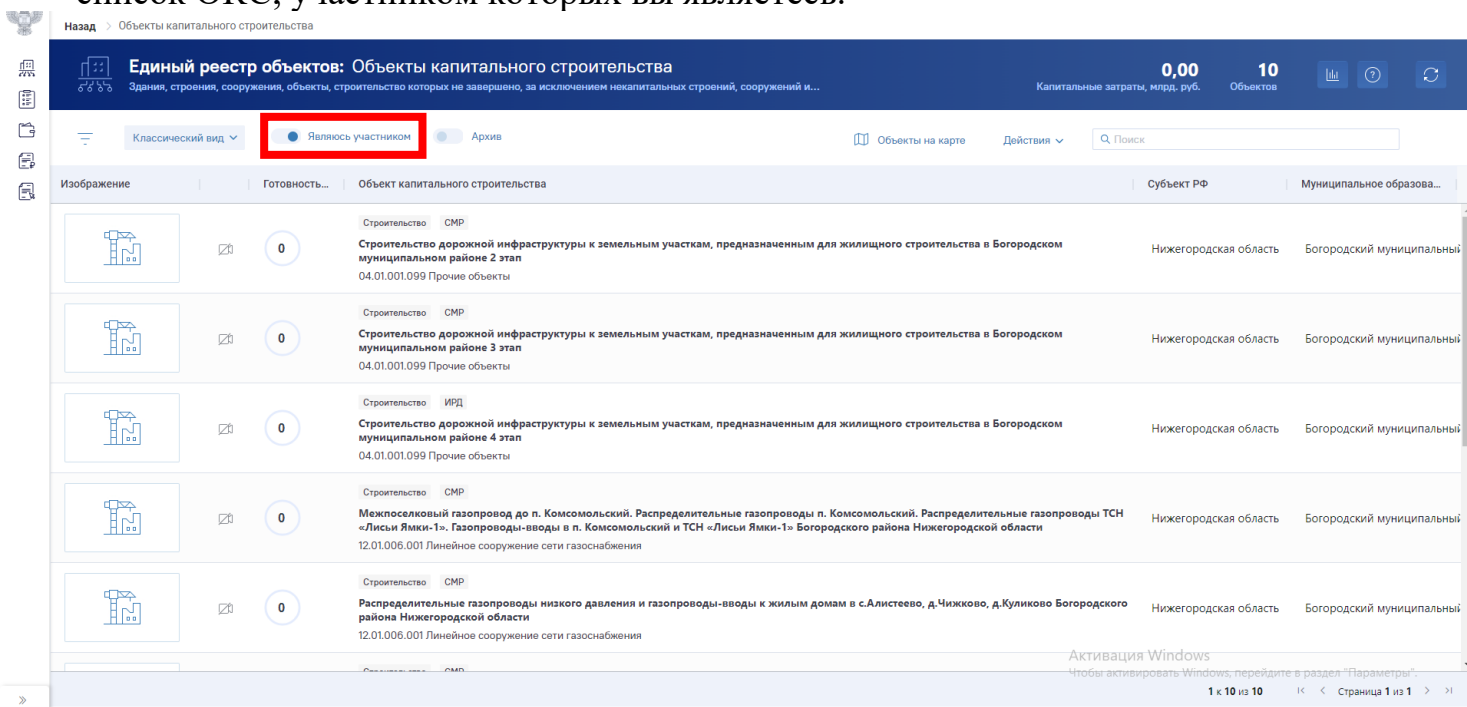 список ОКС, участником которых вы являетесь.
Назад > Объекты капитального строительства
Единый реестр объектов: Объекты капитального строительства
Здания, строения, сооружения, объекты, строительство которых не завершено, за исключением некапитальных строений, сооружений и...
0,00 10
Капитальные затраты, млрд. руб. Объектов
Классический вид Являюсь участником Архив Объекты на карте Действия Поиск
Изображение Готовность... Объект капитального строительства Субъект РФ Муниципальное образова...
Строительство СМР
Строительство дорожной инфраструктуры к земельным участкам, предназначенным для жилищного строительства в Богородском
муниципальном районе 2 этап
0 Нижегородская область Богородский муниципальный
04.01.001.099 Прочие объекты
Строительство СМР
Строительство дорожной инфраструктуры к земельным участкам, предназначенным для жилищного строительства в Богородском
муниципальном районе 3 этап
0 Нижегородская область Богородский муниципальный
04.01.001.099 Прочие объекты
Строительство ИРД
Строительство дорожной инфраструктуры к земельным участкам, предназначенным для жилищного строительства в Богородском
муниципальном районе 4 этап
0 Нижегородская область Богородский муниципальный
04.01.001.099 Прочие объекты
Строительство СМР
Межпоселковый газопровод до п. Комсомольский. Распределительные газопроводы п. Комсомольский. Распределительные газопроводы ТСН
«Лисьи Ямки-1». Газопроводы-вводы в п. Комсомольский и ТСН «Лисьи Ямки-1» Богородского района Нижегородской области
0 Нижегородская область Богородский муниципальный
12.01.006.001 Линейное сооружение сети газоснабжения
Строительство СМР
Распределительные газопроводы низкого давления и газопроводы-вводы к жилым домам в с.Алистеево, д.Чижково, д.Куликово Богородского
района Нижегородской области
0 Нижегородская область Богородский муниципальный
12.01.006.001 Линейное сооружение сети газоснабжения
Строительство СМР
Активация Windows
Чтобы активировать Windows, перейдите в раздел "Параметры".
1 к 10 из 10 Страница 1 из 1